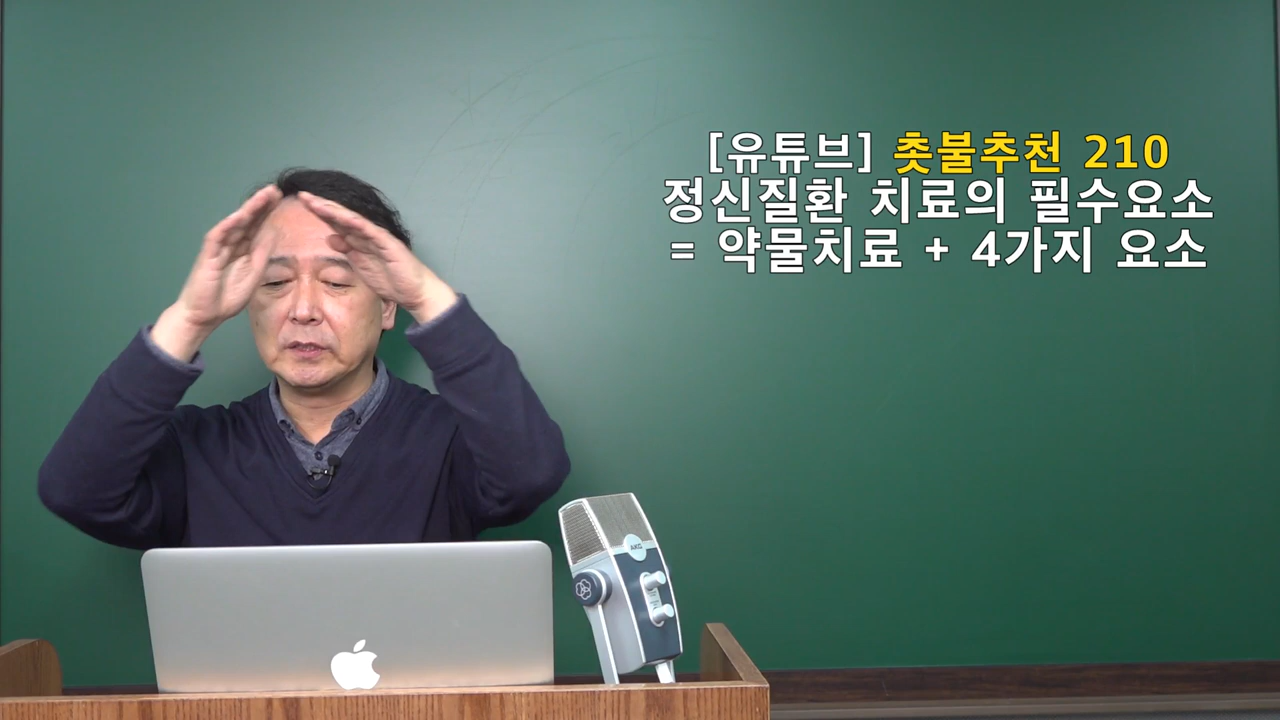 [유튜브] 촛불추천 210
정신질환 치료의 필수요소
= 약물치료 + 4가지 요소
AKG